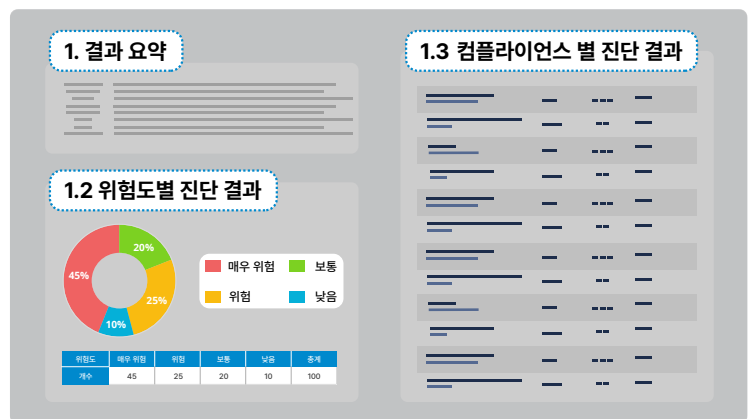 1. 결과 요약
1.2 위험도별 진단 결과
20%
45%
25%
10%
매우 위험 보통
위험 낮음
위험도 매우 위험 위험 보통 낮음 총계
개수 45 25 20 10 100
1.3 컴플라이언스 별 진단 결과